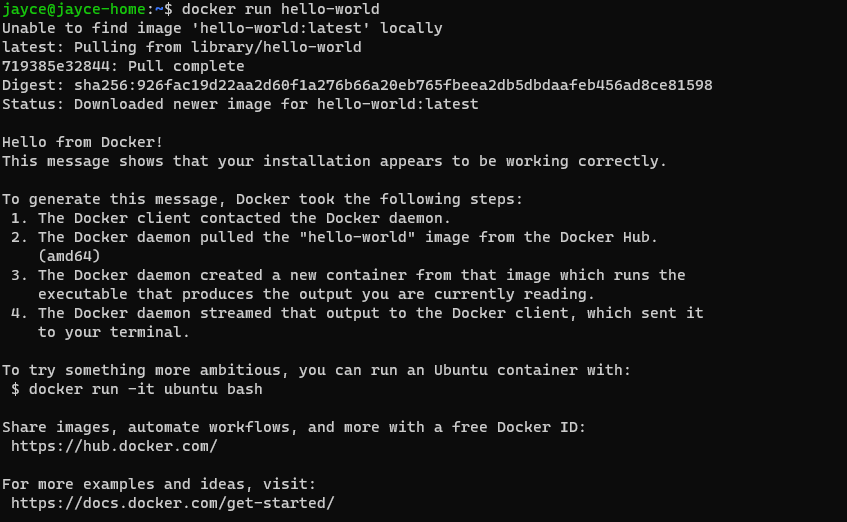 jayce@jayce-home:~$ docker run hello-world
Unable to find image 'hello-world:latest' locally
latest: Pulling from library/hello-world
719385e32844: Pull complete
Digest: sha256:926fac19d22aa2d60f1a276b66a20eb765fbeea2db5dbdaafeb456ad8ce81598
Status: Downloaded newer image for hello-world:latest

Hello from Docker!
This message shows that your installation appears to be working correctly.

To generate this message, Docker took the following steps:
 1. The Docker client contacted the Docker daemon.
 2. The Docker daemon pulled the "hello-world" image from the Docker Hub.
    (amd64)
 3. The Docker daemon created a new container from that image which runs the
    executable that produces the output you are currently reading.
 4. The Docker daemon streamed that output to the Docker client, which sent it
    to your terminal.

To try something more ambitious, you can run an Ubuntu container with:
 $ docker run -it ubuntu bash

Share images, automate workflows, and more with a free Docker ID:
 https://hub.docker.com/

For more examples and ideas, visit:
 https://docs.docker.com/get-started/